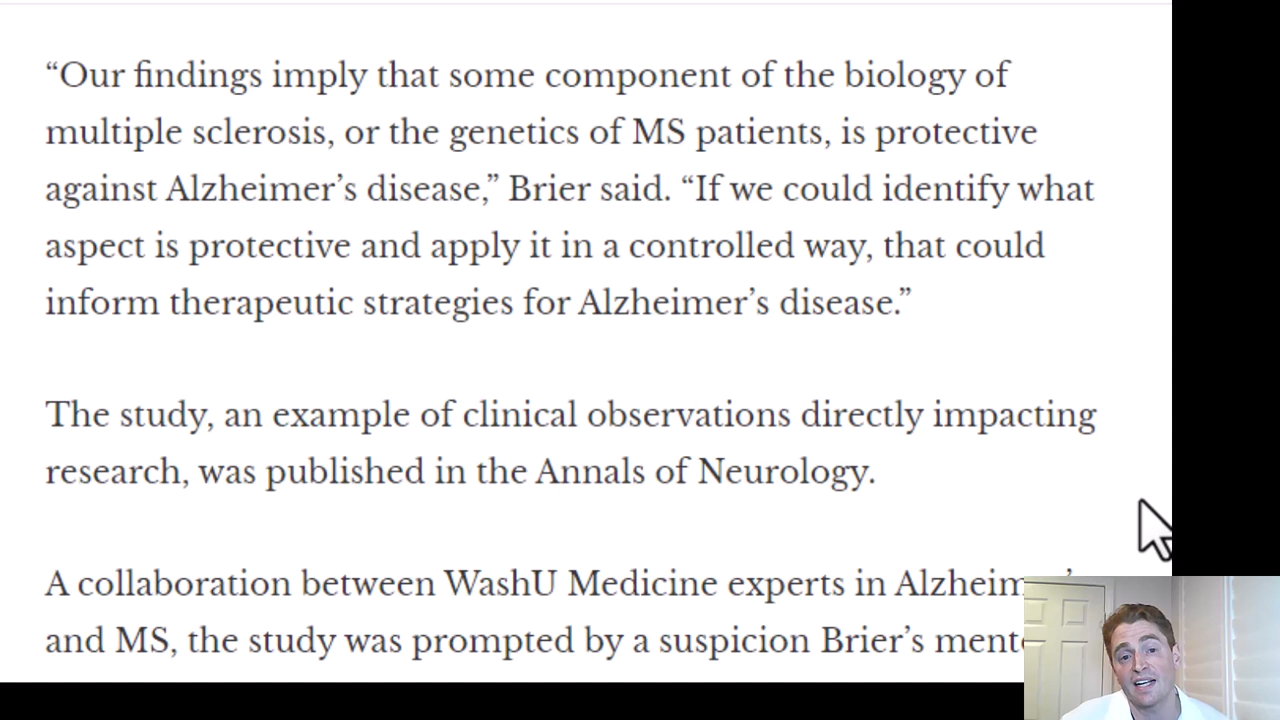 “Our findings imply that some component of the biology of
multiple sclerosis, or the genetics of MS patients, is protective
against Alzheimer’s disease,” Brier said. “If we could identify what
aspect is protective and apply it in a controlled way, that could
inform therapeutic strategies for Alzheimer’s disease.”
The study, an example of clinical observations directly impacting
research, was published in the Annals of Neurology.
A collaboration between WashU Medicine experts in
and MS, the study was prompted by a suspicion Brier’s